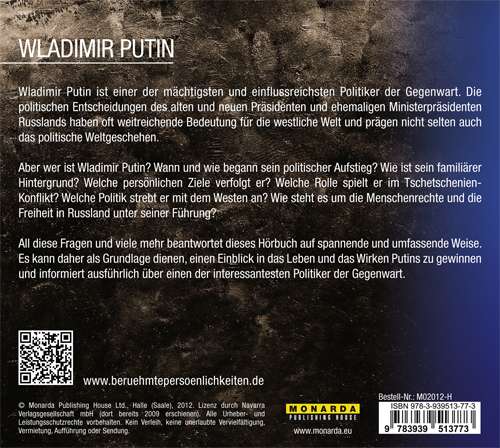 WLADIMIR PUTIN
Wladimir Putin ist einer der mächtigsten und einflussreichsten Politiker der Gegenwart. Die
politischen Entscheidungen des alten und neuen Präsidenten und ehemaligen Ministerpräsidenten
Russlands haben oft weitreichende Bedeutung für die westliche Welt und prägen nicht selten auch
das politische Weltgeschehen.
Aber wer ist Wladimir Putin? Wann und wie begann sein politischer Aufstieg? Wie ist sein familiärer
Hintergrund? Welche persönlichen Ziele verfolgt er? Welche Rolle spielt er im Tschetschenien-
Konflikt? Welche Politik strebt er mit dem Westen an? Wie steht es um die Menschenrechte und die
Freiheit in Russland unter seiner Führung?
All diese Fragen und viele mehr beantwortet dieses Hörbuch auf spannende und umfassende Weise.
Es kann daher als Grundlage dienen, einen Einblick in das Leben und das Wirken Putins zu gewinnen
und informiert ausführlich über einen der interessantesten Politiker der Gegenwart.
www.beruehmtepersoenlichkeiten.de
© Monarda Publishing House Ltd., Halle (Saale), 2012. Lizenz durch Navarra
Verlagsgesellschaft mbH (dort bereits 2009 erschienen). Alle Urheber- und
Leistungsschutzrechte vorbehalten. Kein Verleih, keine unerlaubte Vervielfältigung,
Vermietung, Aufführung oder Sendung.
MONARDA
PUBLISHING HOUSE
www.monarda.eu
Bestell-Nr.: M02012-H
ISBN 978-3-939513-77-3
9 783939 513773